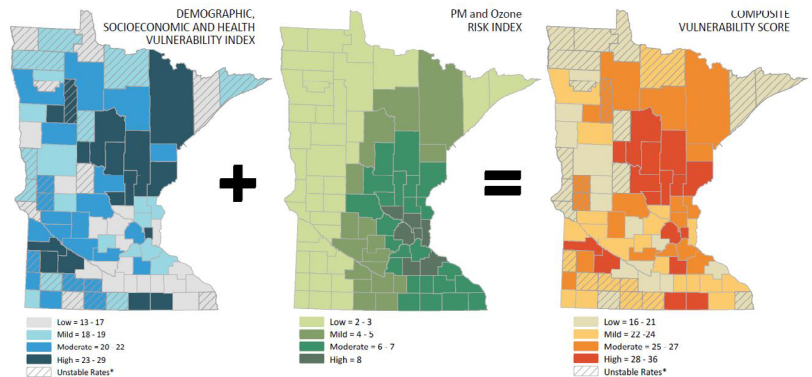 DEMOGRAPHIC,
SOCIOECONOMIC AND HEALTH
VULNERABILITY INDEX
Low = 13 - 17
Mild = 18 - 19
Moderate = 20 - 22
High = 23 - 29
Unstable Rates*
+
PM and Ozone
RISK INDEX
Low = 2 - 3
Mild = 4 - 5
Moderate = 6 - 7
High = 8
=
COMPOSITE
VULNERABILITY SCORE
Low = 16 - 21
Mild = 22 -24
Moderate = 25 - 27
High = 28 - 36
Unstable Rates*